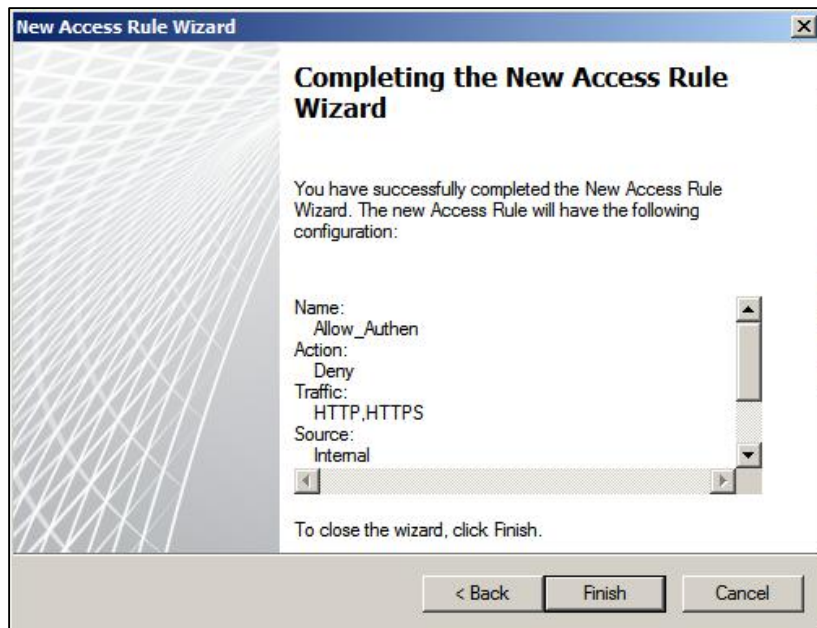 New Access Rule Wizard
Completing the New Access Rule
Wizard
You have successfully completed the New Access Rule
Wizard. The new Access Rule will have the following
configuration:
Name:
Allow_Authen
Action:
Deny
Traffic:
HTTP,HTTPS
Source:
Internal
To close the wizard, click Finish.
< Back Finish Cancel